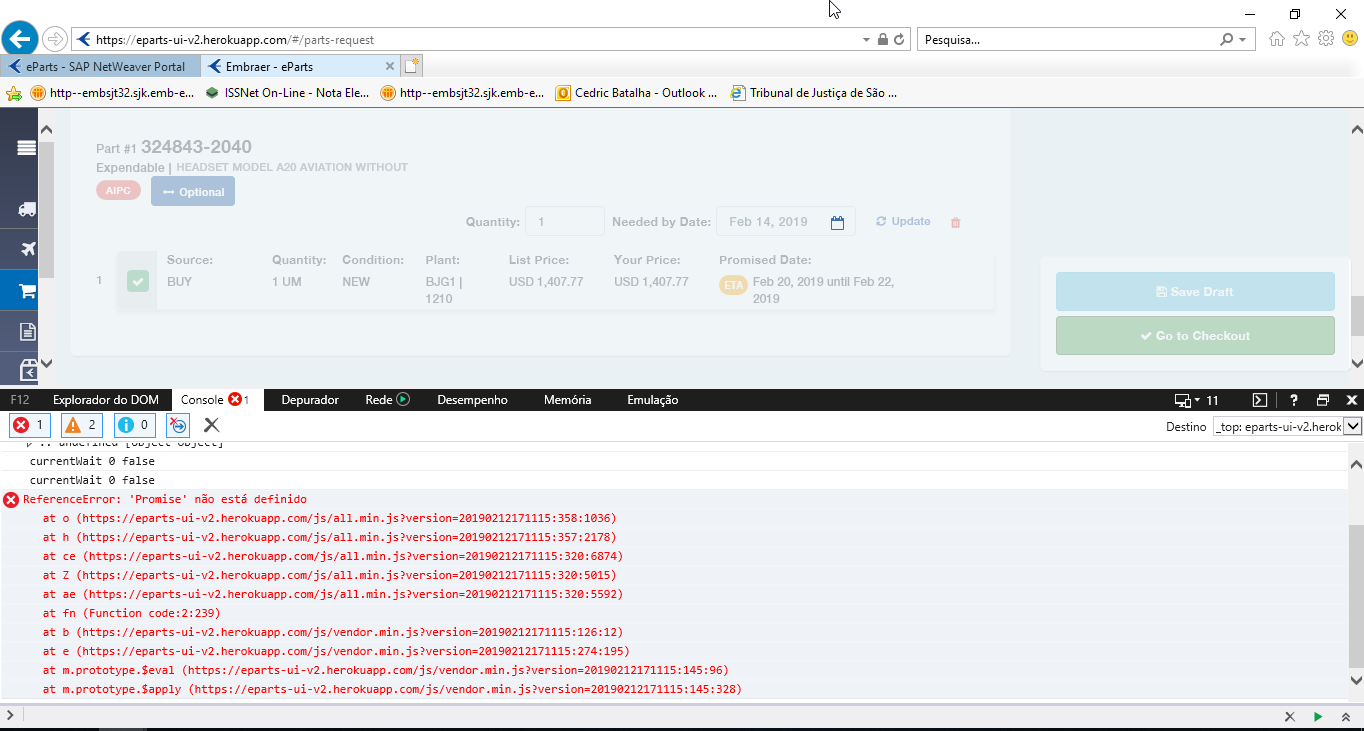 https://eparts-ui-v2.herokuapp.com/#/parts-request
Pesquisa...
eParts - SAP NetWeaver Portal
Embraer - eParts
http--embsjt32.sjk.emb-e...
ISSNet On-Line - Nota Ele...
http--embsjt32.sjk.emb-e...
Cedric Batalha - Outlook ...
Tribunal de Justiça de São ...
Part #1 324843-2040
Expendable | HEADSET MODEL A20 AVIATION WITHOUT
AIPC
Optional
Quantity: 1 Needed by Date: Feb 14, 2019 Update
Source: Quantity: Condition: Plant: List Price: Your Price: Promised Date:
1 BUY 1 UM NEW BJG1 | USD 1,407.77 USD 1,407.77 ETA Feb 20, 2019 until Feb 22,
1210 2019
Save Draft
Go to Checkout
F12 Explorador do DOM Console 1 Depurador Rede Desempenho Memória Emulação 11 ?
1 2 0
Destino _top: eparts-ui-v2.herok
:: undefined [object Object]
currentWait 0 false
currentWait 0 false
ReferenceError: 'Promise' não está definido
at o (https://eparts-ui-v2.herokuapp.com/js/all.min.js?version=20190212171115:358:1036)
at h (https://eparts-ui-v2.herokuapp.com/js/all.min.js?version=20190212171115:357:2178)
at ce (https://eparts-ui-v2.herokuapp.com/js/all.min.js?version=20190212171115:320:6874)
at Z (https://eparts-ui-v2.herokuapp.com/js/all.min.js?version=20190212171115:320:5015)
at ae (https://eparts-ui-v2.herokuapp.com/js/all.min.js?version=20190212171115:320:5592)
at fn (Function code:2:239)
at b (https://eparts-ui-v2.herokuapp.com/js/vendor.min.js?version=20190212171115:126:12)
at e (https://eparts-ui-v2.herokuapp.com/js/vendor.min.js?version=20190212171115:274:195)
at m.prototype.$eval (https://eparts-ui-v2.herokuapp.com/js/vendor.min.js?version=20190212171115:145:96)
at m.prototype.$apply (https://eparts-ui-v2.herokuapp.com/js/vendor.min.js?version=20190212171115:145:328)